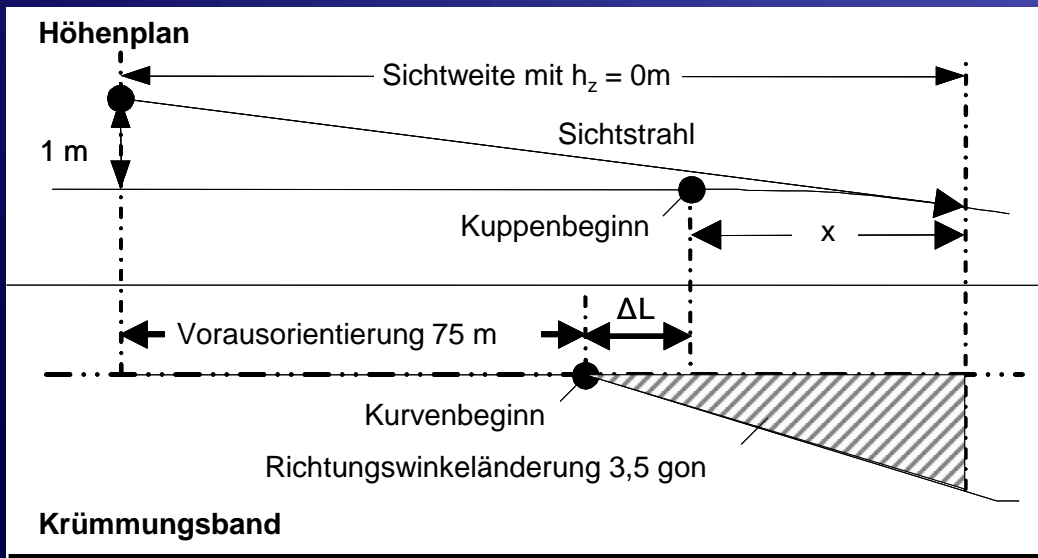 Höhenplan
Sichtweite mit h_z = 0m
Sichtstrahl
1 m
Kuppenbeginn
x
ΔL
Vorausorientierung 75 m
Kurvenbeginn
Richtungswinkeländerung 3,5 gon
Krümmungsband